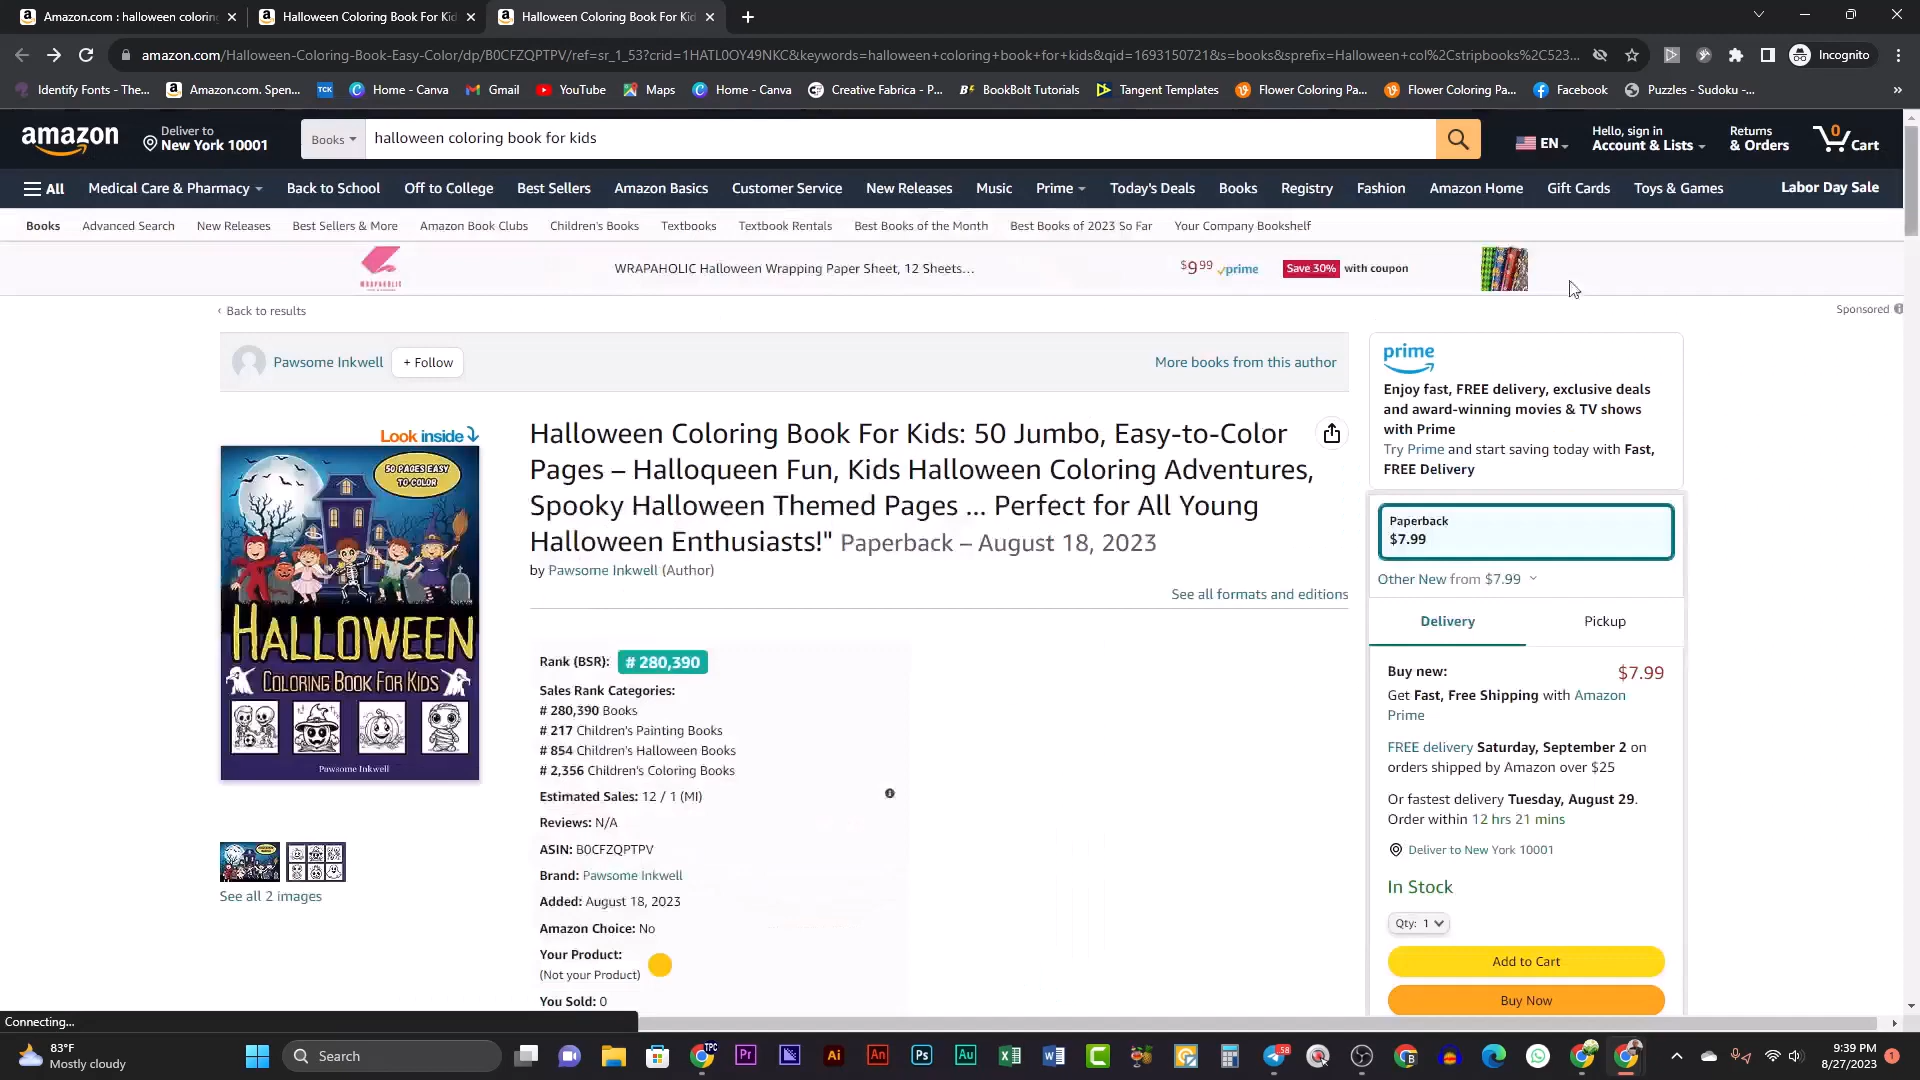 Amazon.com : halloween coloring
Halloween Coloring Book For Kid
Halloween Coloring Book For Kid
amazon.com/Halloween-Coloring-Book-Easy-Color/dp/B0CFZQPTPV/ref=sr_1_53?crid=1HATL0OY49NKC&keywords=halloween+coloring+book+for+kids&qid=1693150721&s=books&sprefix=Halloween+col%2Cstripbooks%2C523...
Incognito
Identify Fonts - The...
Amazon.com. Spen...
TCK
Home - Canva
Gmail
YouTube
Maps
Home - Canva
Creative Fabrica - P...
BookBolt Tutorials
Tangent Templates
Flower Coloring Pa...
Flower Coloring Pa...
Facebook
Puzzles - Sudoku -...
amazon
Deliver to
New York 10001
Books
halloween coloring book for kids
EN
Hello, sign in
Account & Lists
Returns
& Orders
0
Cart
All
Medical Care & Pharmacy
Back to School
Off to College
Best Sellers
Amazon Basics
Customer Service
New Releases
Music
Prime
Today's Deals
Books
Registry
Fashion
Amazon Home
Gift Cards
Toys & Games
Labor Day Sale
Books
Advanced Search
New Releases
Best Sellers & More
Amazon Book Clubs
Children's Books
Textbooks
Textbook Rentals
Best Books of the Month
Best Books of 2023 So Far
Your Company Bookshelf
WRAPAHOLIC
WRAPAHOLIC Halloween Wrapping Paper Sheet, 12 Sheets...
$9.99 prime
Save 30% with coupon
‹ Back to results
Sponsored
Pawsome Inkwell
+ Follow
More books from this author
Look inside
50 PAGES EASY
TO COLOR
HALLOWEEN
COLORING BOOK FOR KIDS
Pawsome Inkwell
See all 2 images
Halloween Coloring Book For Kids: 50 Jumbo, Easy-to-Color
Pages – Halloqueen Fun, Kids Halloween Coloring Adventures,
Spooky Halloween Themed Pages ... Perfect for All Young
Halloween Enthusiasts!" Paperback – August 18, 2023
by Pawsome Inkwell (Author)
See all formats and editions
Rank (BSR): # 280,390
Sales Rank Categories:
# 280,390 Books
# 217 Children's Painting Books
# 854 Children's Halloween Books
# 2,356 Children's Coloring Books
Estimated Sales: 12 / 1 (MI)
Reviews: N/A
ASIN: B0CFZQPTPV
Brand: Pawsome Inkwell
Added: August 18, 2023
Amazon Choice: No
Your Product:
(Not your Product)
You Sold: 0
prime
Enjoy fast, FREE delivery, exclusive deals
and award-winning movies & TV shows
with Prime
Try Prime and start saving today with Fast,
FREE Delivery
Paperback
$7.99
Other New from $7.99
Delivery
Pickup
Buy new:
$7.99
Get Fast, Free Shipping with Amazon
Prime
FREE delivery Saturday, September 2 on
orders shipped by Amazon over $25
Or fastest delivery Tuesday, August 29.
Order within 12 hrs 21 mins
Deliver to New York 10001
In Stock
Qty: 1
Add to Cart
Buy Now
Connecting...
83°F
Mostly cloudy
Search
TPC
Pr
Ai
An
Ps
Au
58
9:39 PM
8/27/2023
1